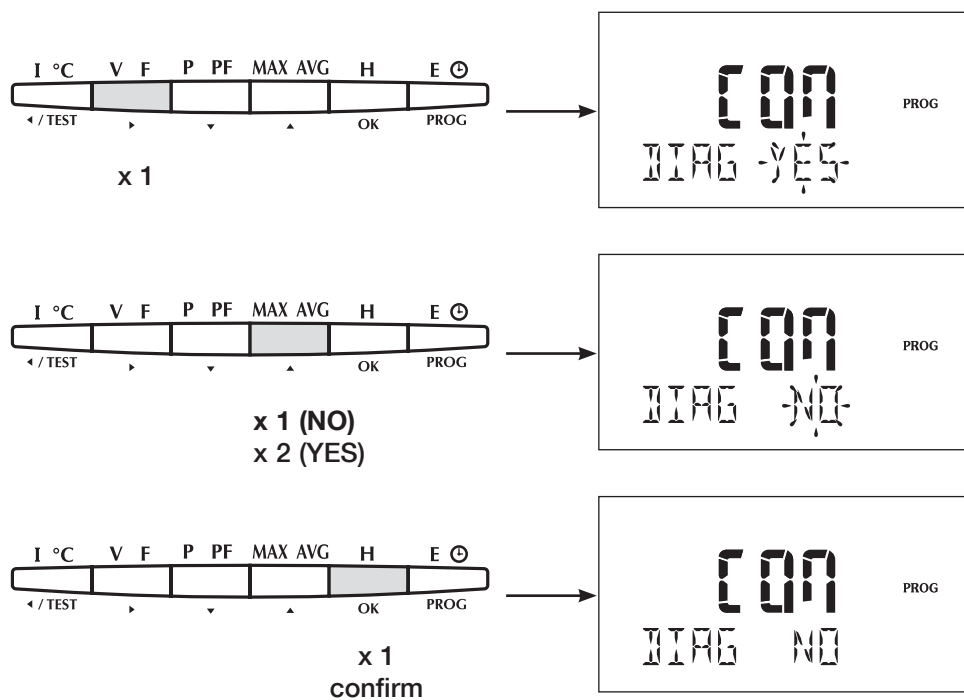 I °C V F P PF MAX AVG H E
/ TEST OK PROG
x 1
COM PROG
DIAG YES
I °C V F P PF MAX AVG H E
/ TEST OK PROG
x 1 (NO)
x 2 (YES)
COM PROG
DIAG NO
I °C V F P PF MAX AVG H E
/ TEST OK PROG
x 1
confirm
COM PROG
DIAG NO